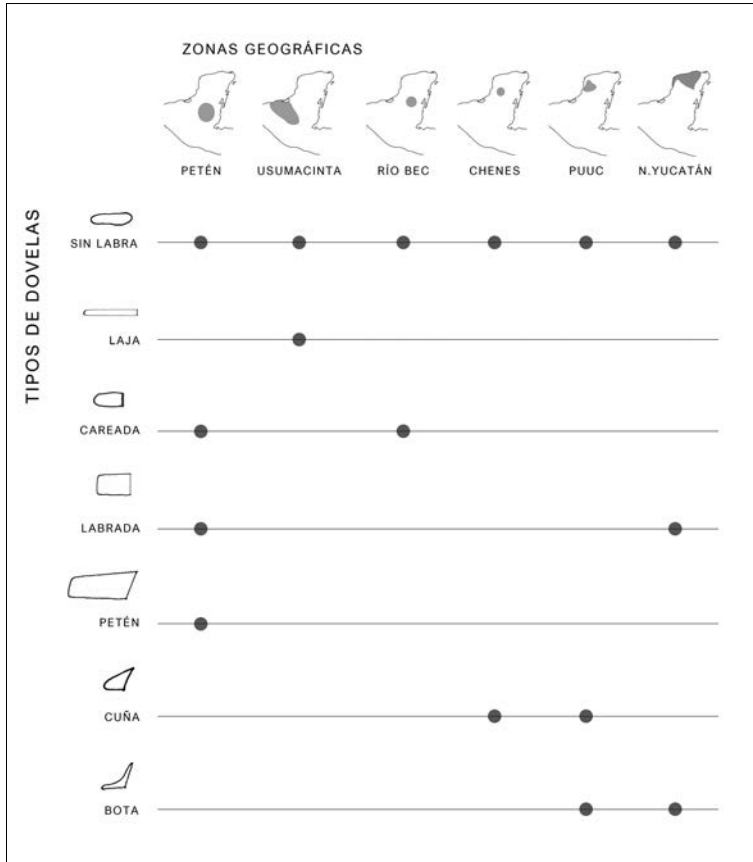 ZONAS GEOGRÁFICAS
PETÉN USUMACINTA RÍO BEC CHENES PUUC N.YUCATÁN
TIPOS DE DOVELAS
SIN LABRA
LAJA
CAREADA
LABRADA
PETÉN
CUÑA
BOTA